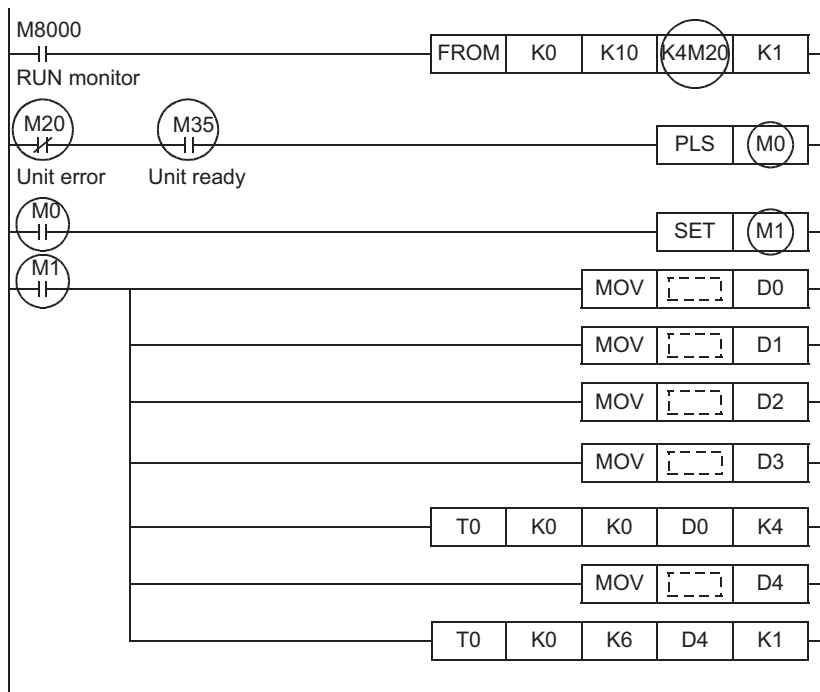 M8000
FROM K0 K10 K4M20 K1
RUN monitor
M20 M35
PLS M0
Unit error Unit ready
M0
SET M1
M1
MOV D0
MOV D1
MOV D2
MOV D3
T0 K0 K0 D0 K4
MOV D4
T0 K0 K6 D4 K1